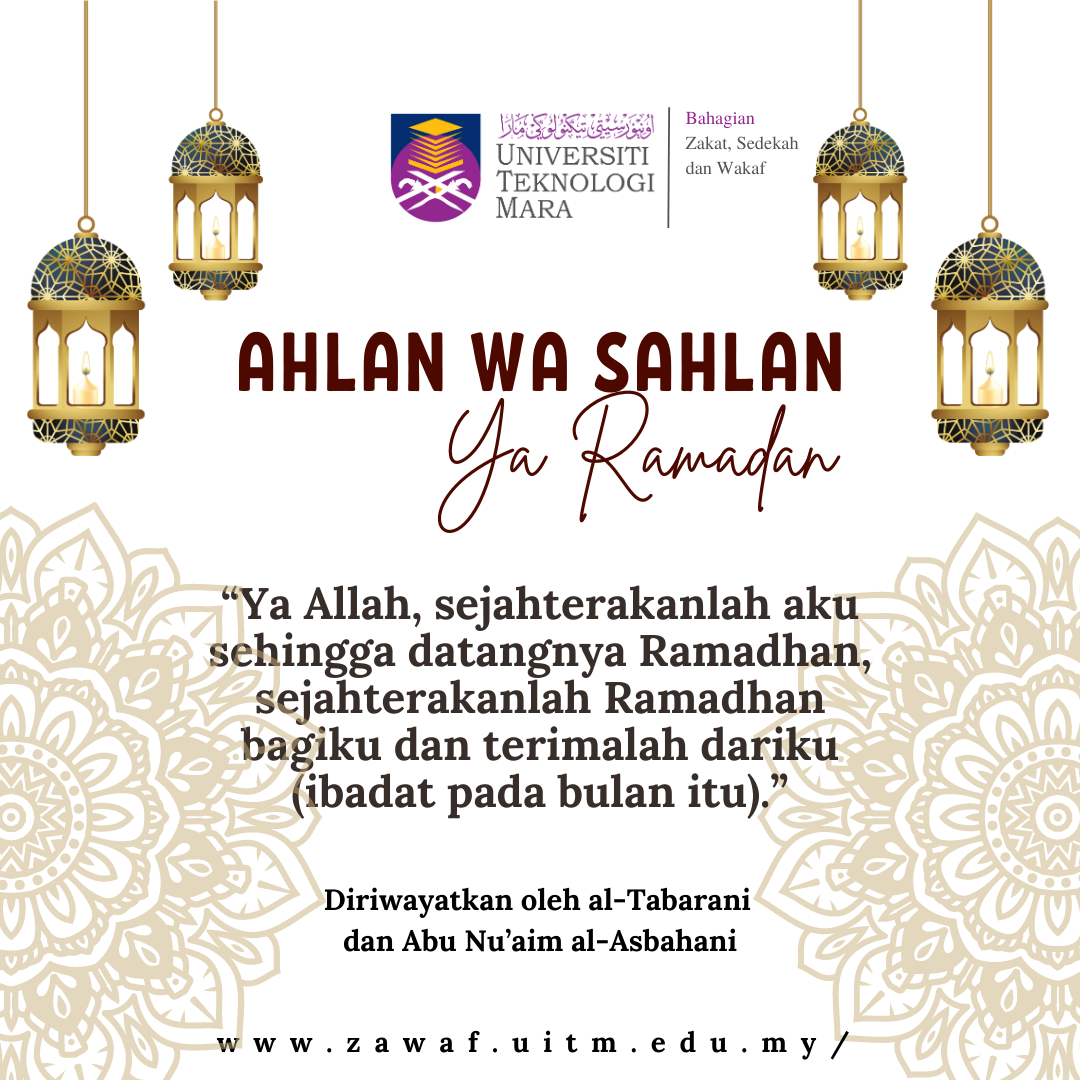 اونيۏرسيتي تيكنولوݢي مارا
UNIVERSITI
TEKNOLOGI
MARA
Bahagian
Zakat, Sedekah
dan Wakaf
AHLAN WA SAHLAN
Ya Ramadan
“Ya Allah, sejahterakanlah aku
sehingga datangnya Ramadhan,
sejahterakanlah Ramadhan
bagiku dan terimalah dariku
(ibadat pada bulan itu).”
Diriwayatkan oleh al-Tabarani
dan Abu Nu’aim al-Asbahani
www.zawaf.uitm.edu.my/